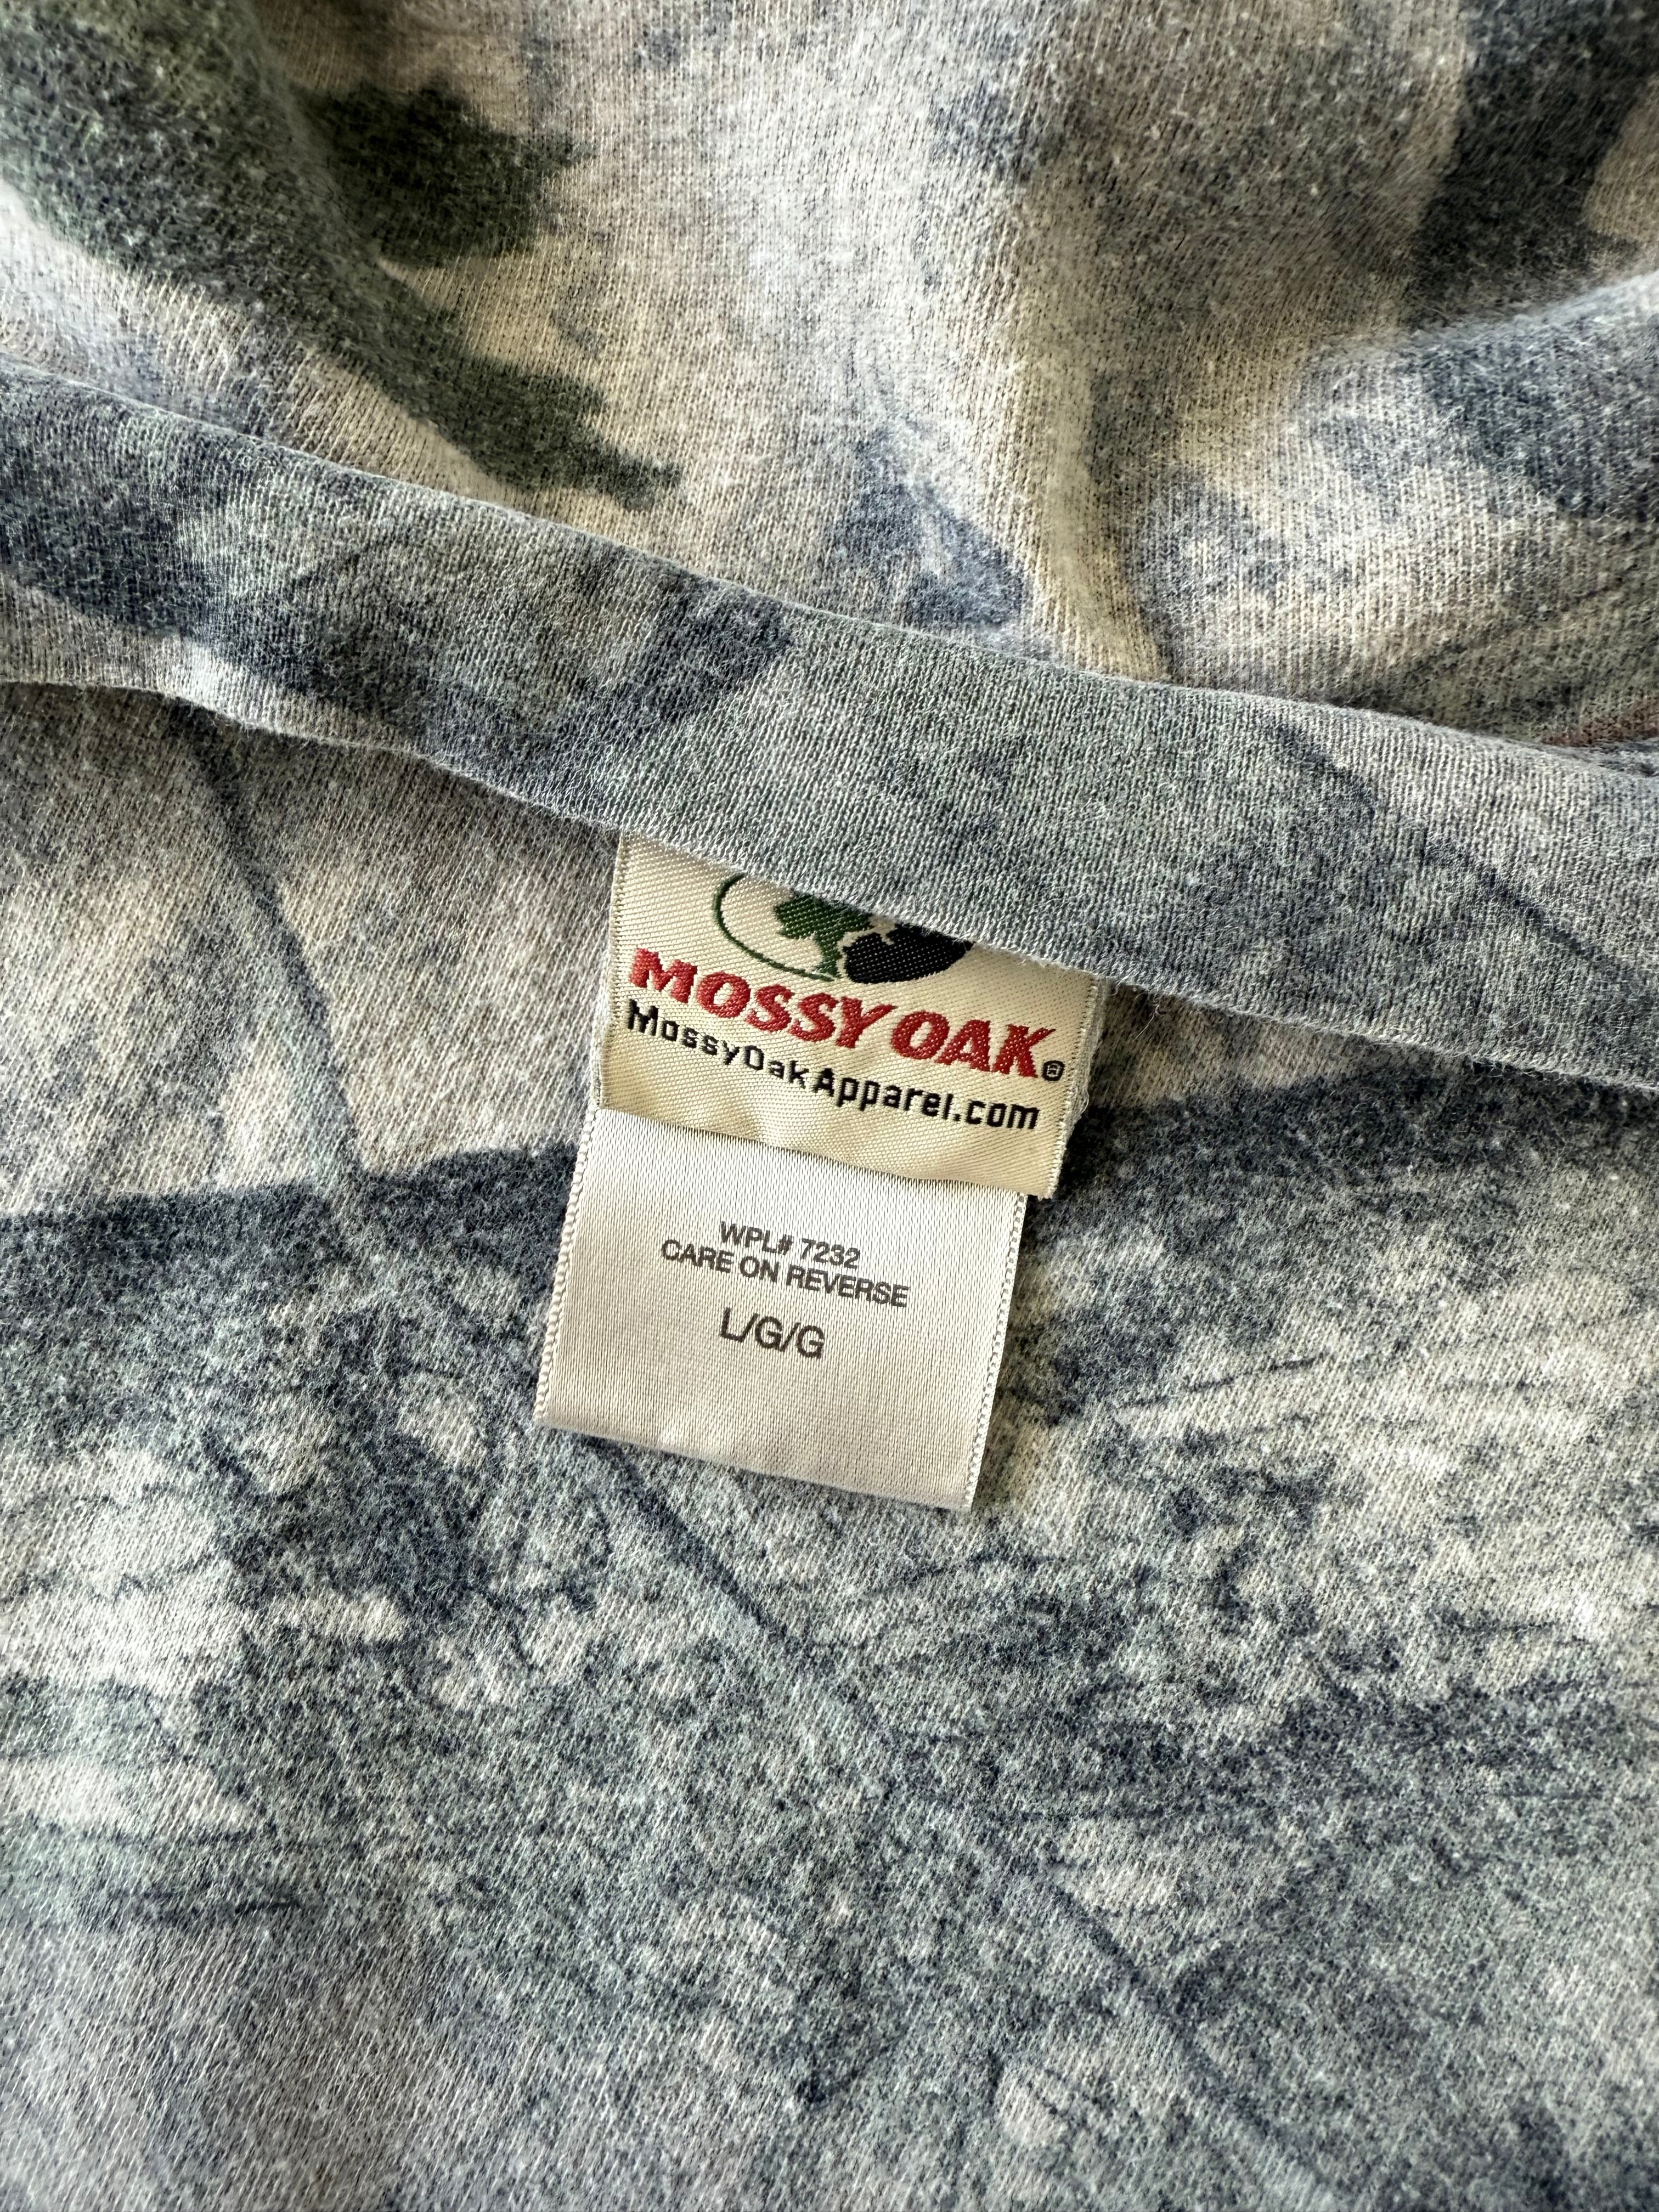 MOSSY OAK®
MossyOakApparel.com
WPL# 7232
CARE ON REVERSE
L/G/G